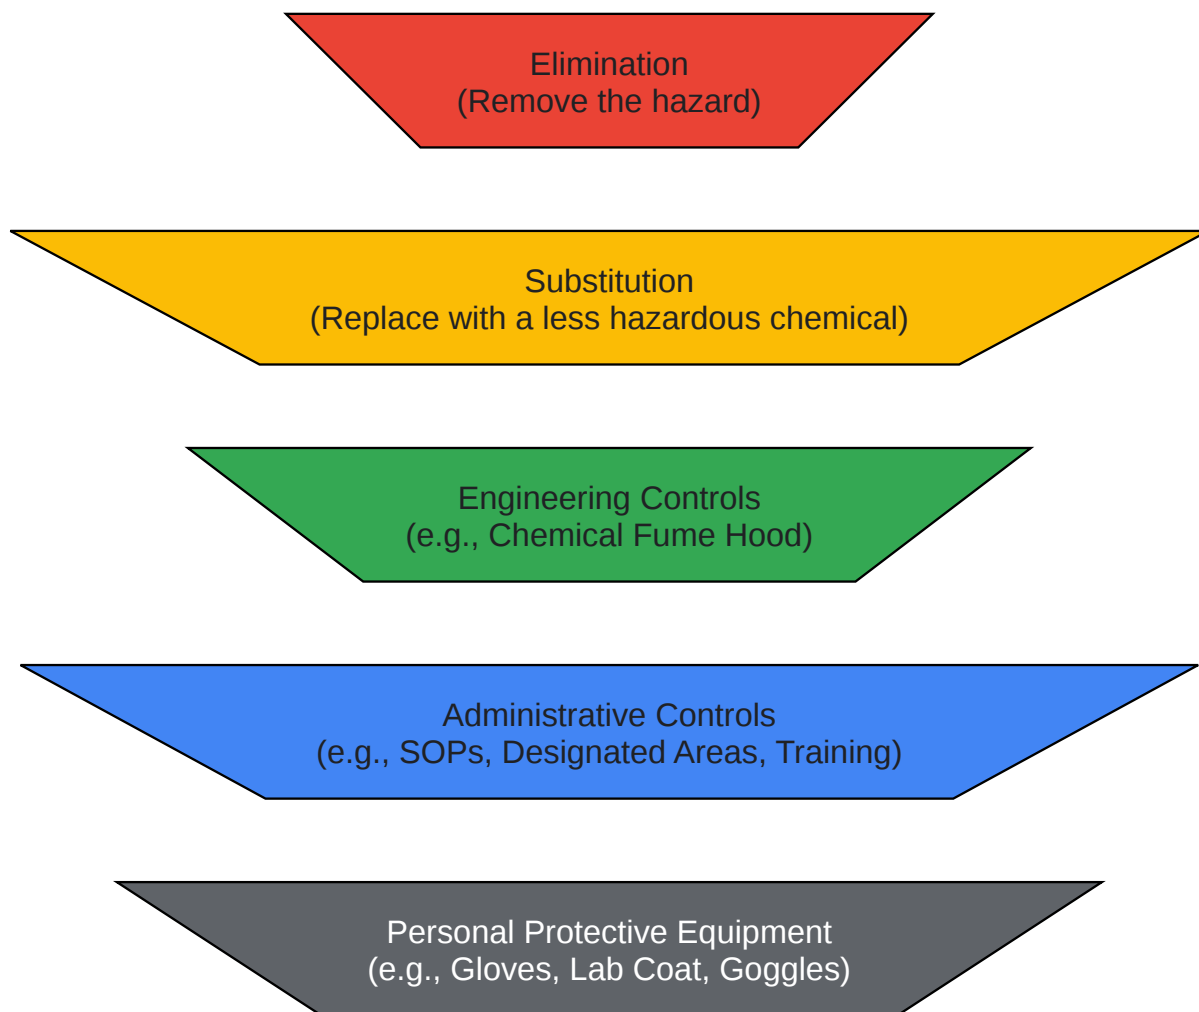 Elimination
(Remove the hazard)
Substitution
(Replace with a less hazardous chemical)
Engineering Controls
(e.g., Chemical Fume Hood)
Administrative Controls
(e.g., SOPs, Designated Areas, Training)
Personal Protective Equipment
(e.g., Gloves, Lab Coat, Goggles)